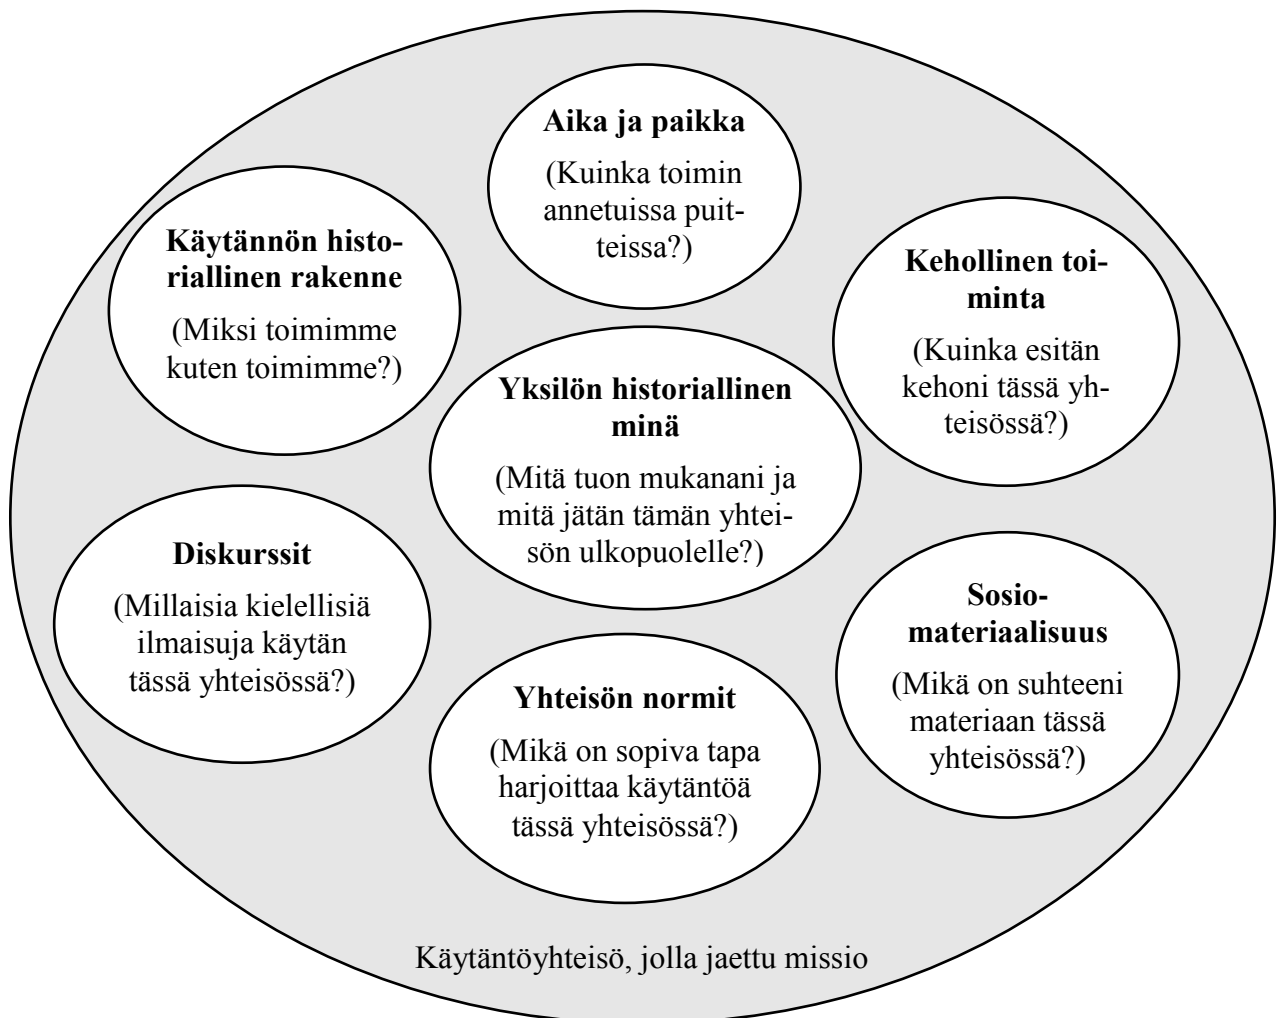 Aika ja paikka
(Kuinka toimin
annetuissa puit-
teissa?)
Käytännön histo-
riallinen rakenne
(Miksi toimimme
kuten toimimme?)
Kehollinen toi-
minta
(Kuinka esitän
kehoni tässä yh-
teisössä?)
Yksilön historiallinen
minä
(Mitä tuon mukanani ja
mitä jätän tämän yhtei-
sön ulkopuolelle?)
Diskurssit
(Millaisia kielellisiä
ilmaisuja käytän
tässä yhteisössä?)
Sosio-
materiaalisuus
(Mikä on suhteeni
materiaan tässä
yhteisössä?)
Yhteisön normit
(Mikä on sopiva tapa
harjoittaa käytäntöä
tässä yhteisössä?)
Käytäntöyhteisö, jolla jaettu missio